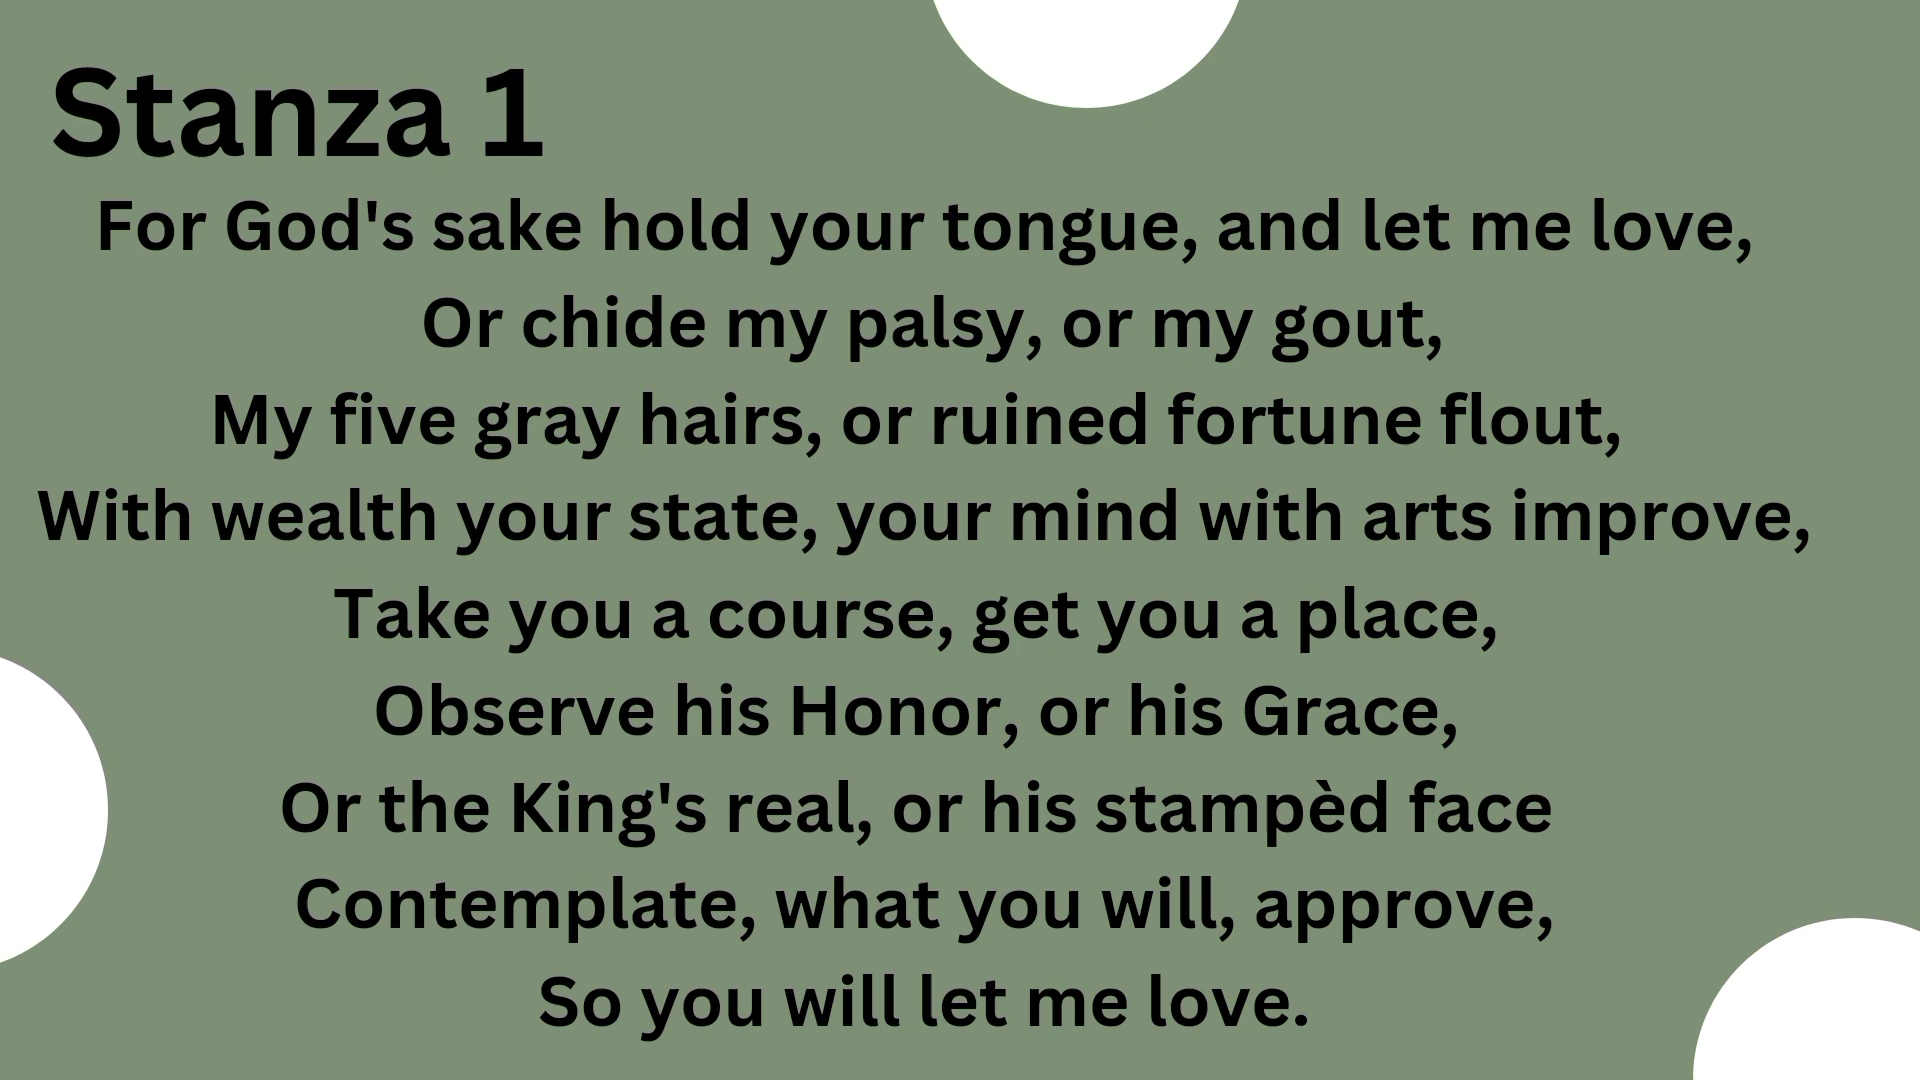 Stanza 1
For God's sake hold your tongue, and let me love,
Or chide my palsy, or my gout,
My five gray hairs, or ruined fortune flout,
With wealth your state, your mind with arts improve,
Take you a course, get you a place,
Observe his Honor, or his Grace,
Or the King's real, or his stampèd face
Contemplate, what you will, approve,
So you will let me love.